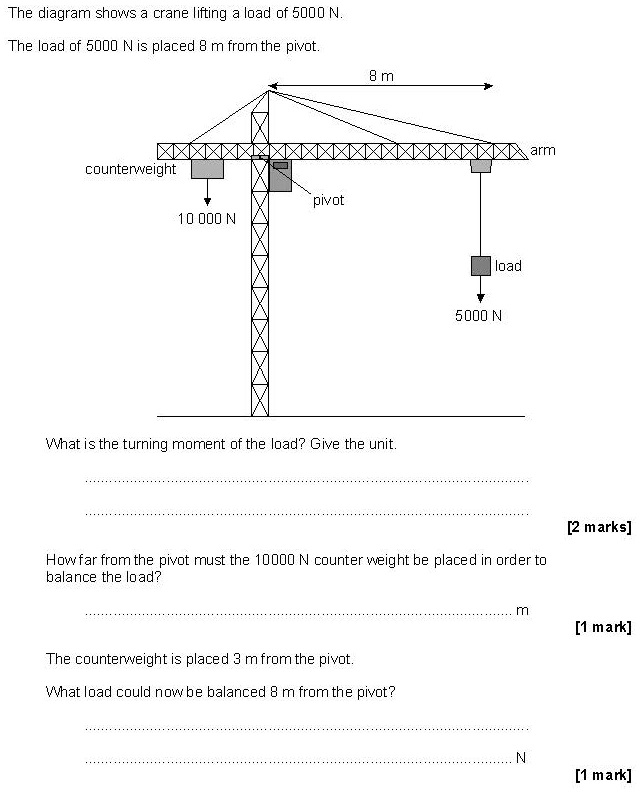 The diagram shows a crane lifting a load of 5000 N.
The load of 5000 N is placed 8 m from the pivot.
8 m
arm
counterweight
pivot
10 000 N
load
5000 N
What is the turning moment of the load? Give the unit.
[2 marks]
How far from the pivot must the 10000 N counter weight be placed in order to
balance the load?
m
[1 mark]
The counterweight is placed 3 m from the pivot.
What load could now be balanced 8 m from the pivot?
N
[1 mark]